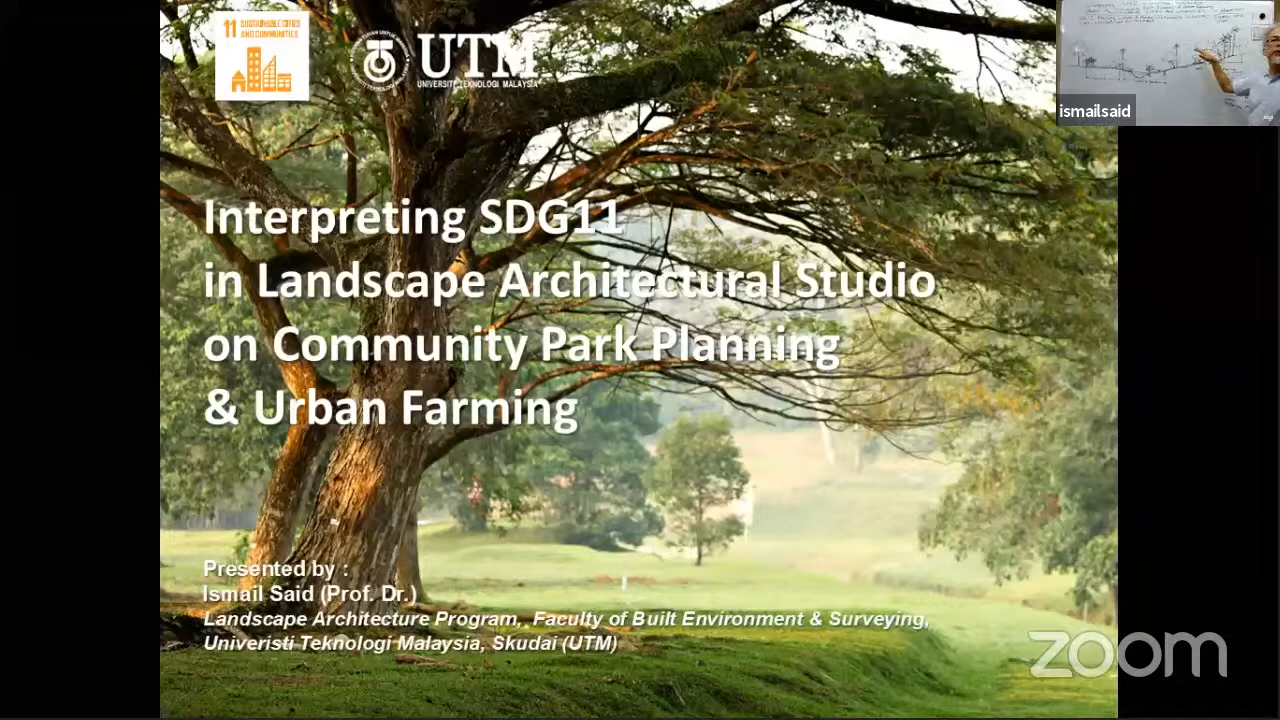 11 SUSTAINABLE CITIES
AND COMMUNITIES
UTM
UNIVERSITI TEKNOLOGI MALAYSIA
ismailsaid
Interpreting SDG11
in Landscape Architectural Studio
on Community Park Planning
& Urban Farming
Presented by :
Ismail Said (Prof. Dr.)
Landscape Architecture Program, Faculty of Built Environment & Surveying,
Univeristi Teknologi Malaysia, Skudai (UTM)
zoom